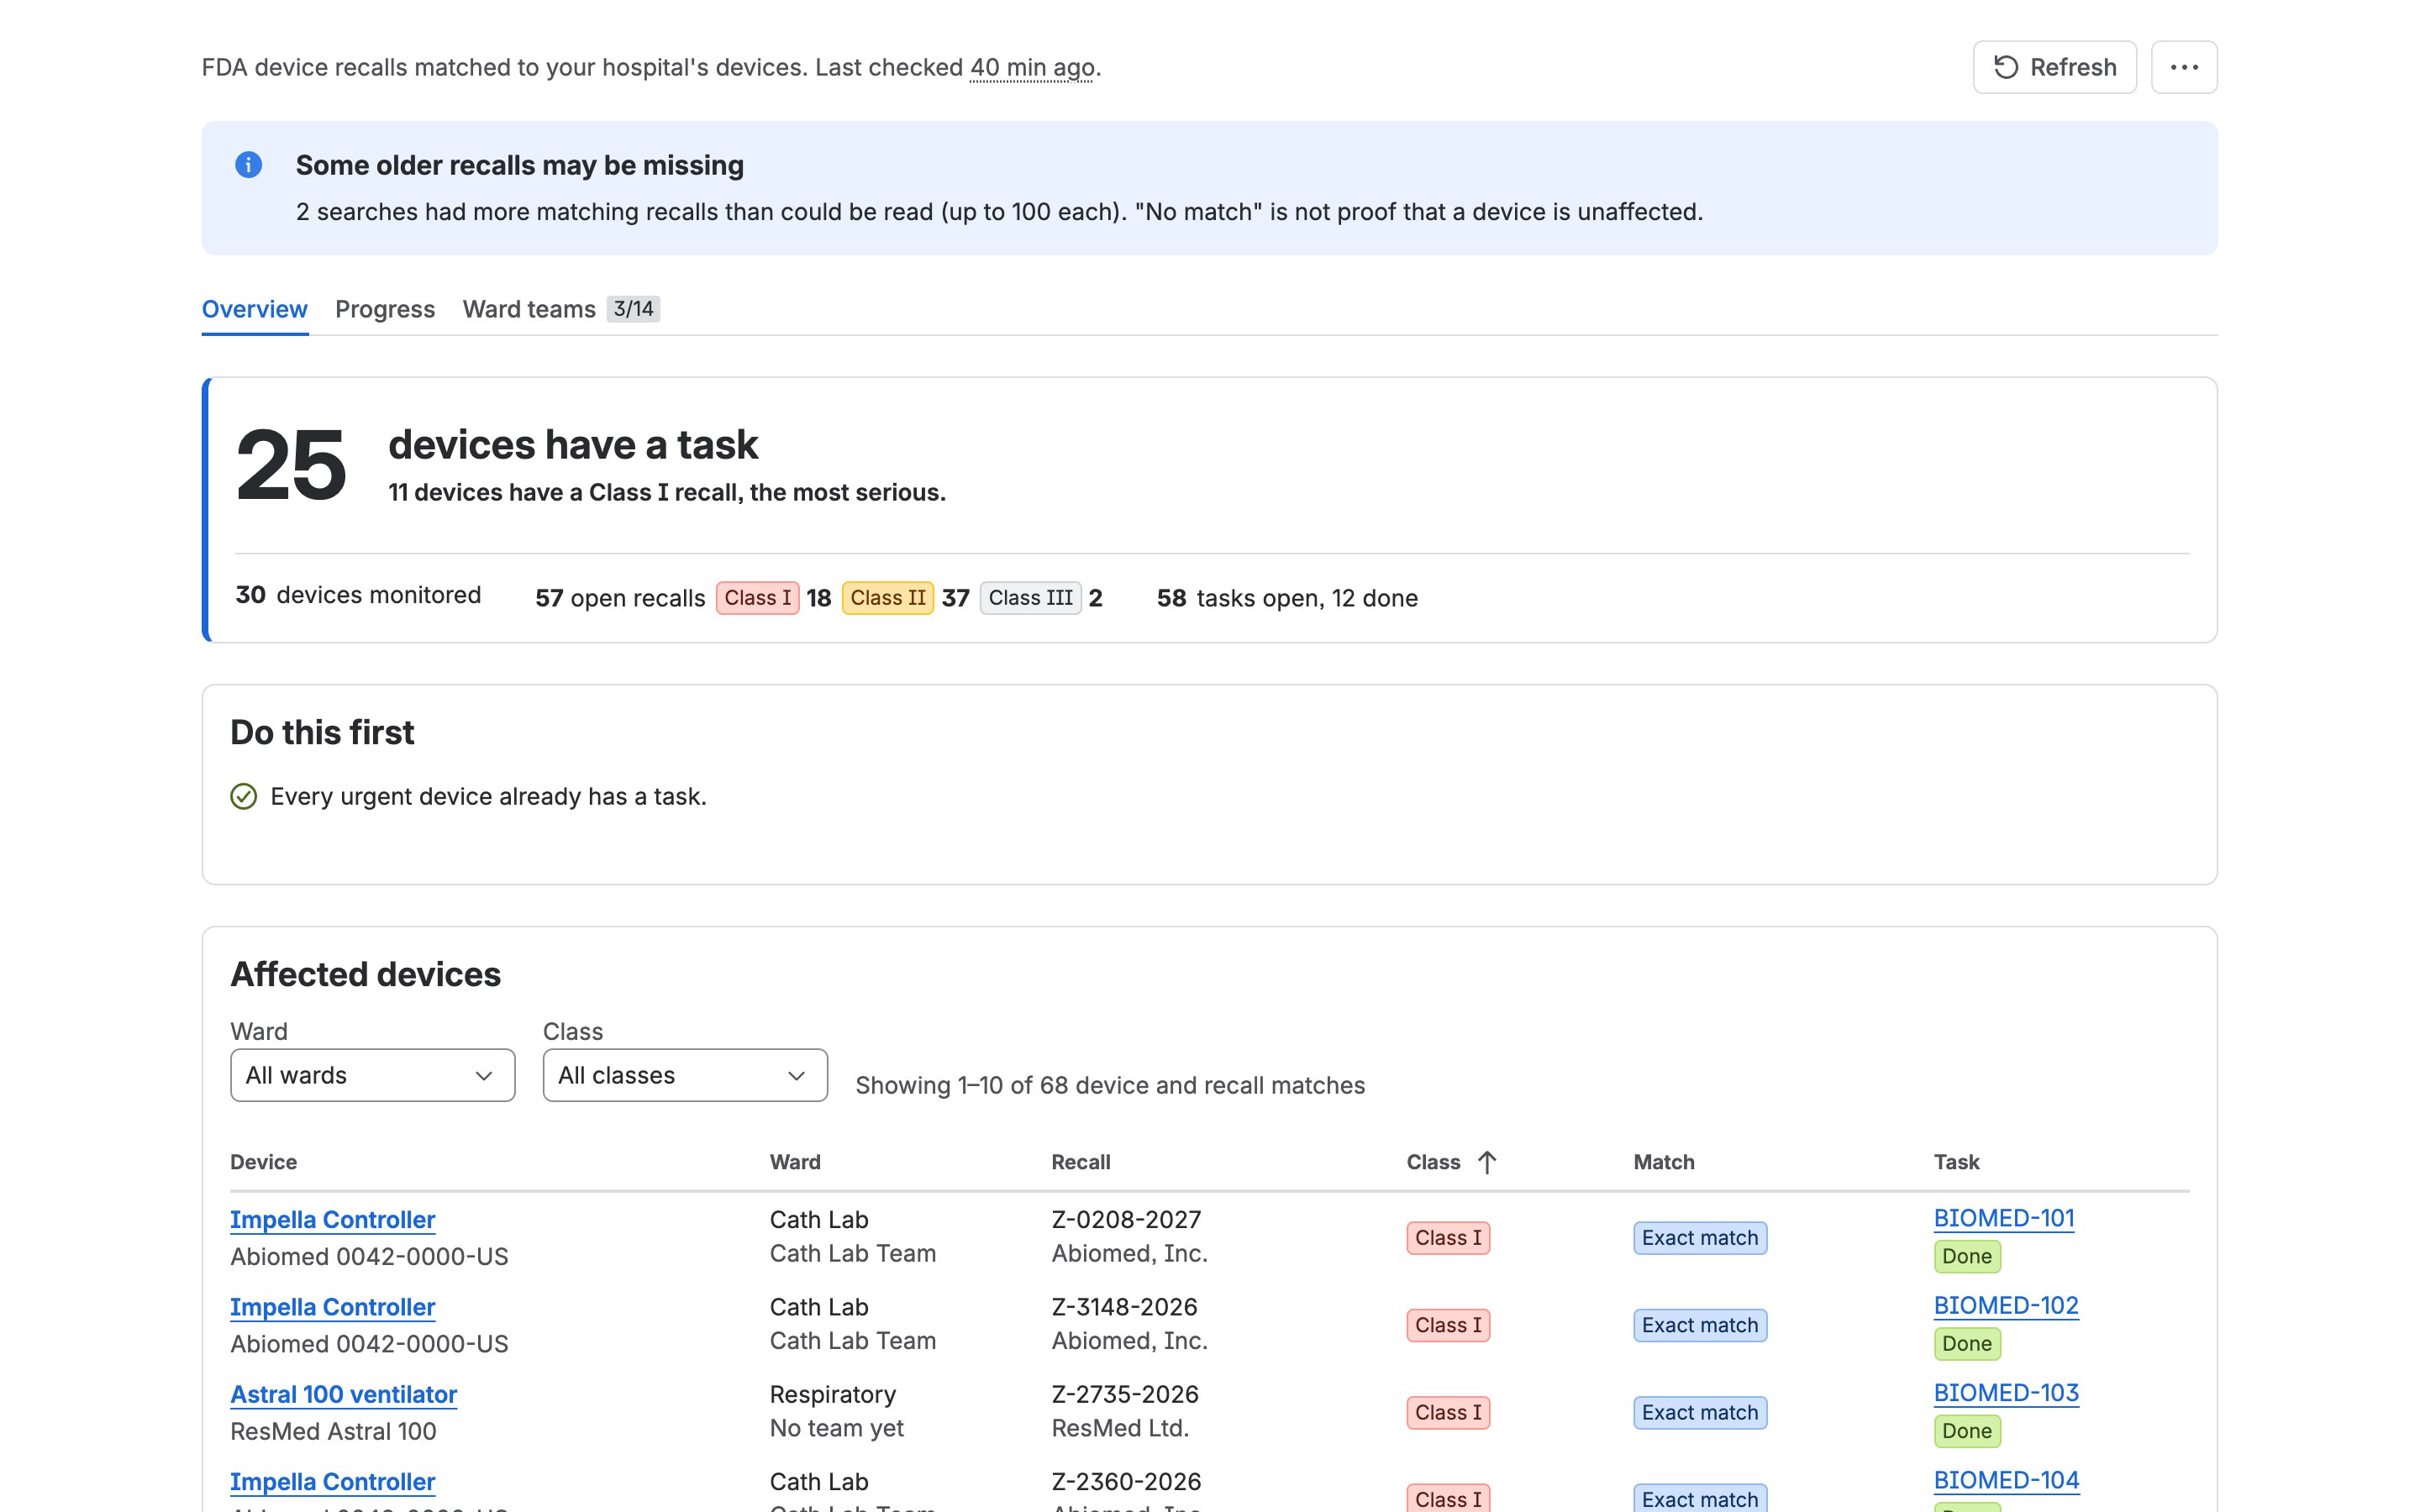 FDA device recalls matched to your hospital's devices. Last checked 40 min ago.
Refresh
Some older recalls may be missing
2 searches had more matching recalls than could be read (up to 100 each). "No match" is not proof that a device is unaffected.
Overview Progress Ward teams 3/14
25 devices have a task
11 devices have a Class I recall, the most serious.
30 devices monitored 57 open recalls Class I 18 Class II 37 Class III 2 58 tasks open, 12 done
Do this first
Every urgent device already has a task.
Affected devices
Ward Class
All wards All classes Showing 1–10 of 68 device and recall matches
Device Ward Recall Class Match Task
Impella Controller Cath Lab Z-0208-2027 Class I Exact match BIOMED-101
Abiomed 0042-0000-US Cath Lab Team Abiomed, Inc. Done
Impella Controller Cath Lab Z-3148-2026 Class I Exact match BIOMED-102
Abiomed 0042-0000-US Cath Lab Team Abiomed, Inc. Done
Astral 100 ventilator Respiratory Z-2735-2026 Class I Exact match BIOMED-103
ResMed Astral 100 No team yet ResMed Ltd. Done
Impella Controller Cath Lab Z-2360-2026 Class I Exact match BIOMED-104